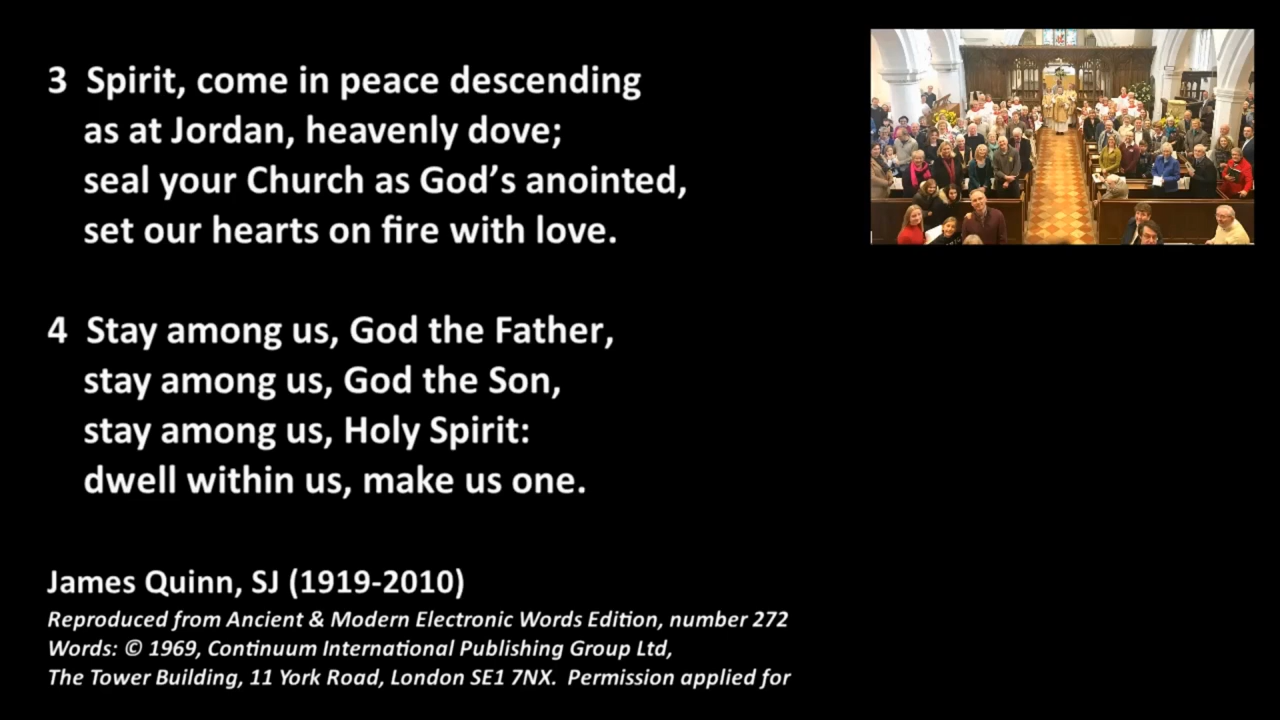 3 Spirit, come in peace descending
as at Jordan, heavenly dove;
seal your Church as God’s anointed,
set our hearts on fire with love.
4 Stay among us, God the Father,
stay among us, God the Son,
stay among us, Holy Spirit:
dwell within us, make us one.
James Quinn, SJ (1919-2010)
Reproduced from Ancient & Modern Electronic Words Edition, number 272
Words: © 1969, Continuum International Publishing Group Ltd,
The Tower Building, 11 York Road, London SE1 7NX. Permission applied for